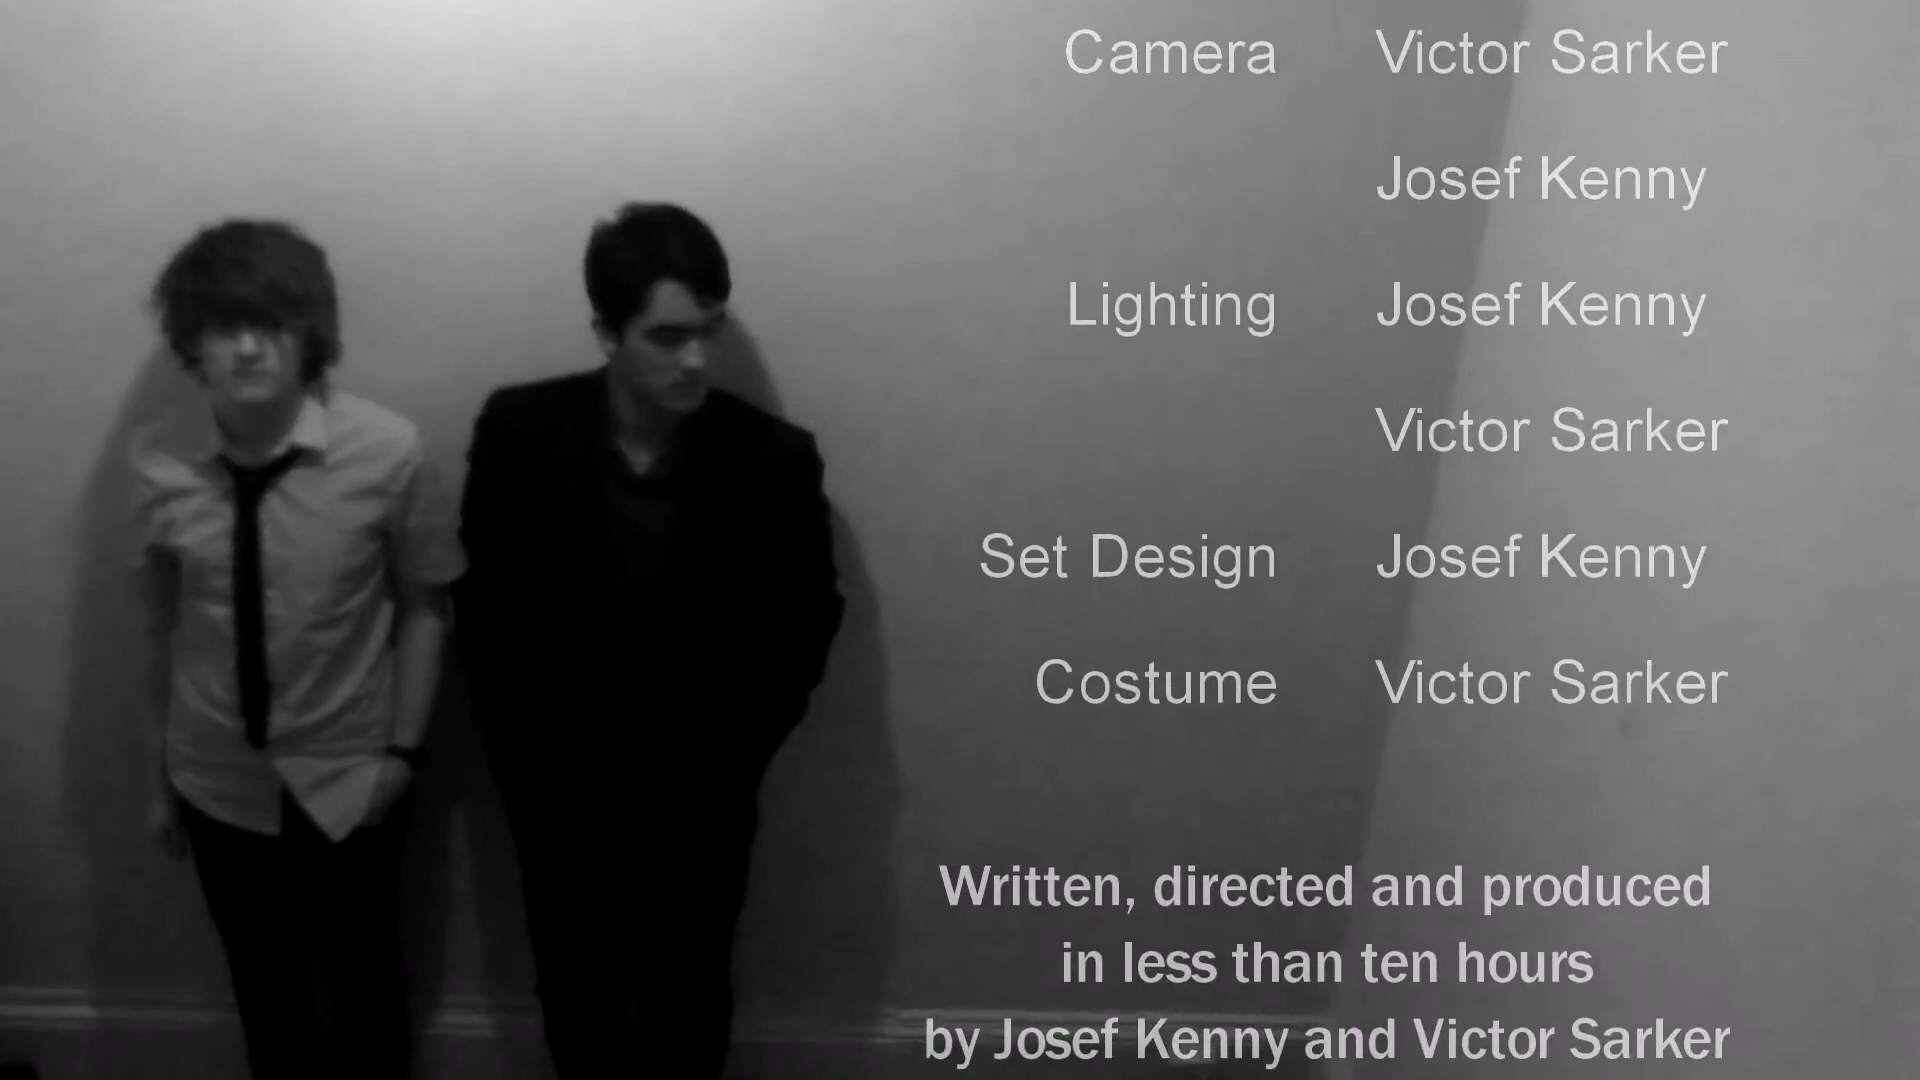 Camera Victor Sarker
Josef Kenny
Lighting Josef Kenny
Victor Sarker
Set Design Josef Kenny
Costume Victor Sarker
Written, directed and produced
in less than ten hours
by Josef Kenny and Victor Sarker